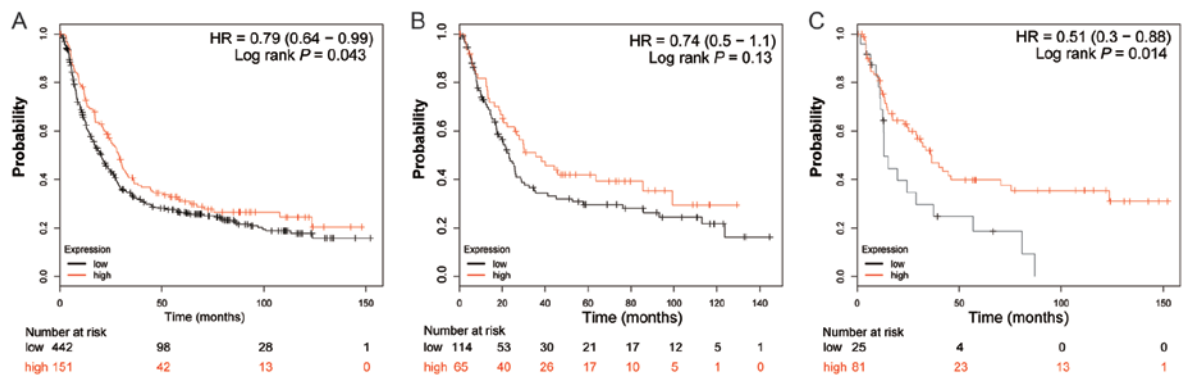 A
HR = 0.79 (0.64 – 0.99)
Log rank P = 0.043
Probability
1.0
0.8
0.6
0.4
0.2
0.0
Expression
low
high
0 50 100 150
Time (months)
Number at risk
low 442 98 28 1
high 151 42 13 0
B
HR = 0.74 (0.5 – 1.1)
Log rank P = 0.13
Probability
1.0
0.8
0.6
0.4
0.2
0.0
Expression
low
high
0 20 40 60 80 100 120 140
Time (months)
Number at risk
low 114 53 30 21 17 12 5 1
high 65 40 26 17 10 5 1 0
C
HR = 0.51 (0.3 – 0.88)
Log rank P = 0.014
Probability
1.0
0.8
0.6
0.4
0.2
0.0
Expression
low
high
0 50 100 150
Time (months)
Number at risk
low 25 4 0 0
high 81 23 13 1